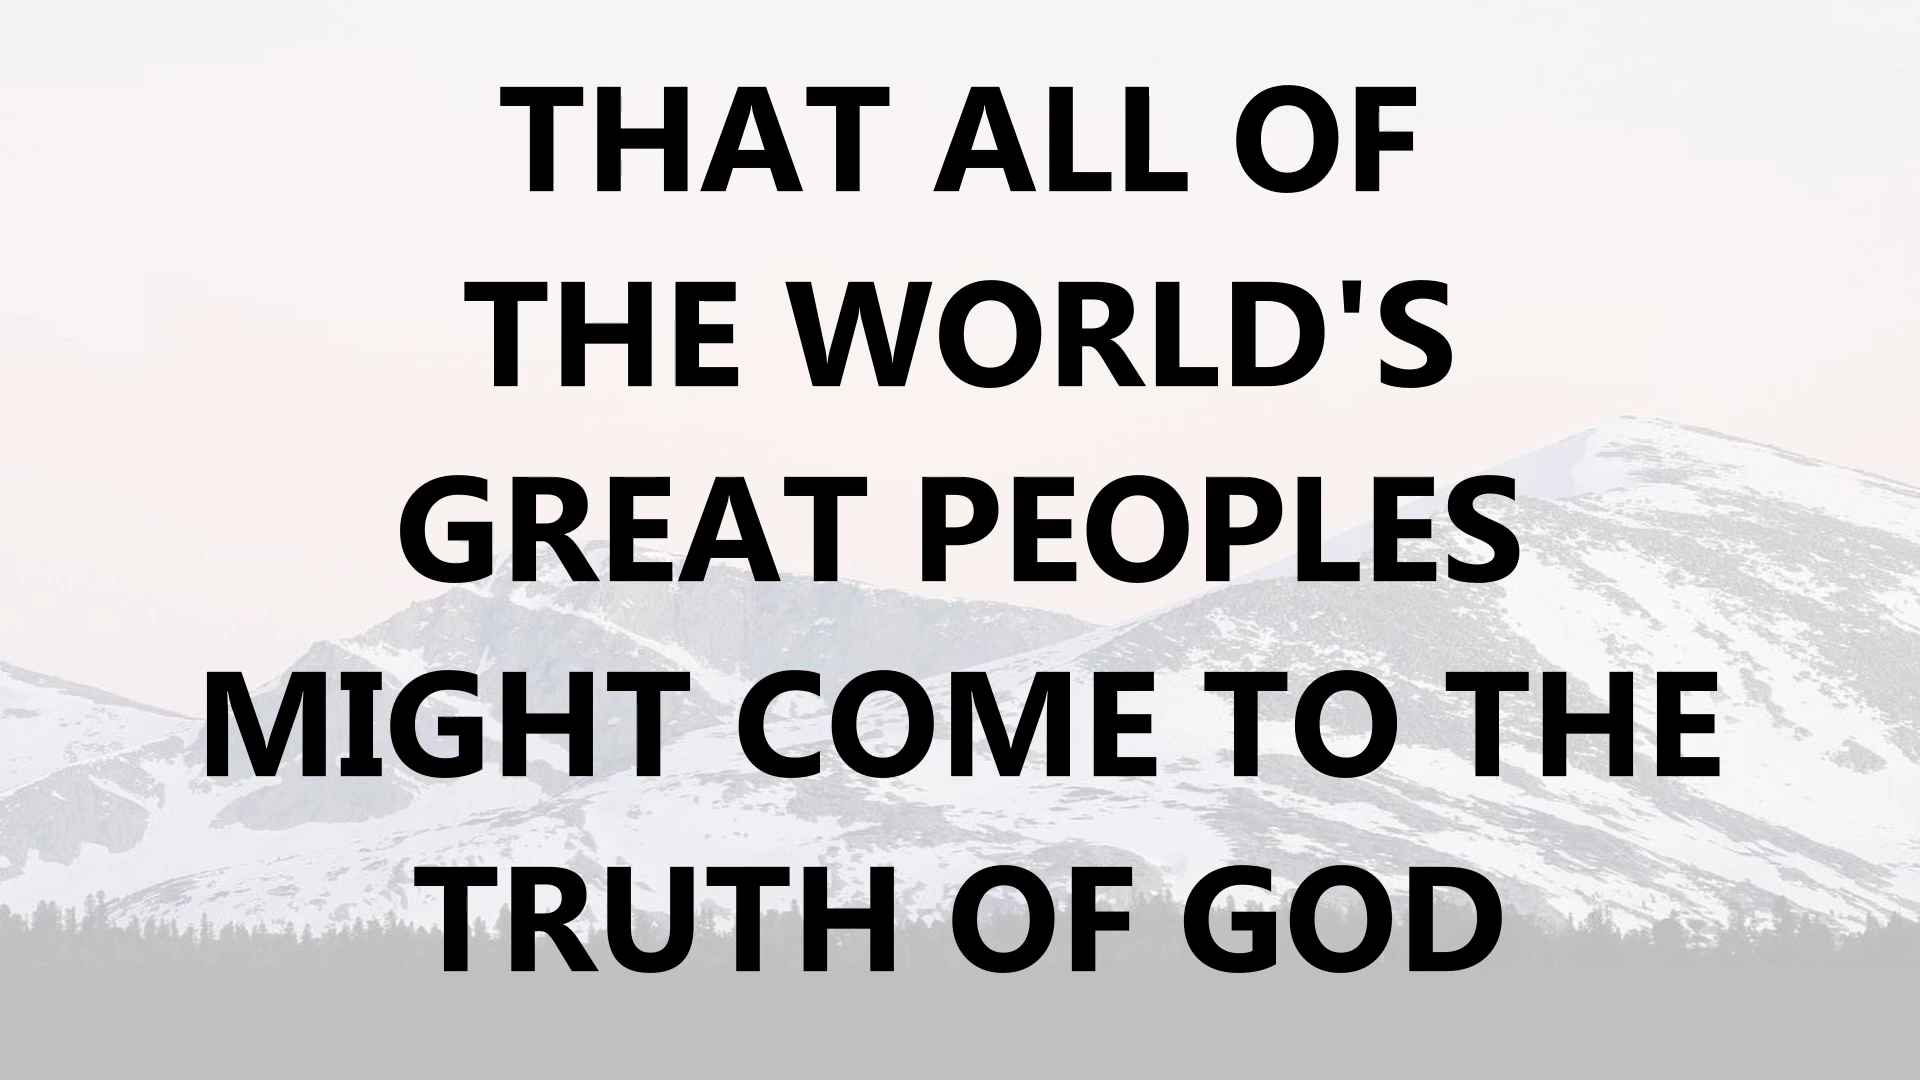 THAT ALL OF
THE WORLD'S
GREAT PEOPLES
MIGHT COME TO THE
TRUTH OF GOD